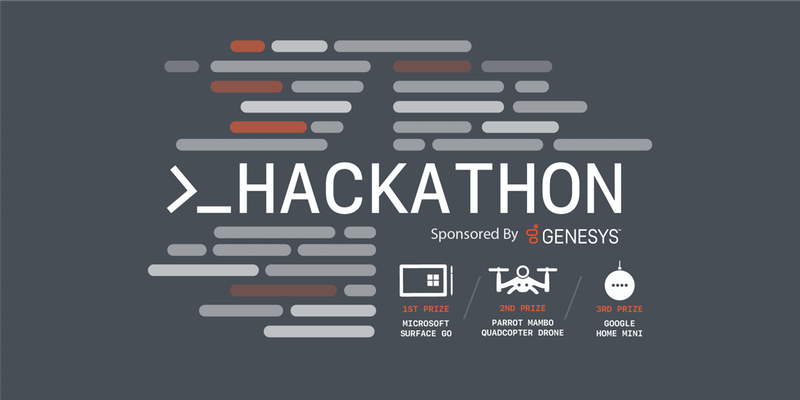 >_HACKATHON
Sponsored By GENESYS™
1ST PRIZE
MICROSOFT
SURFACE GO
2ND PRIZE
PARROT MAMBO
QUADCOPTER DRONE
3RD PRIZE
GOOGLE
HOME MINI